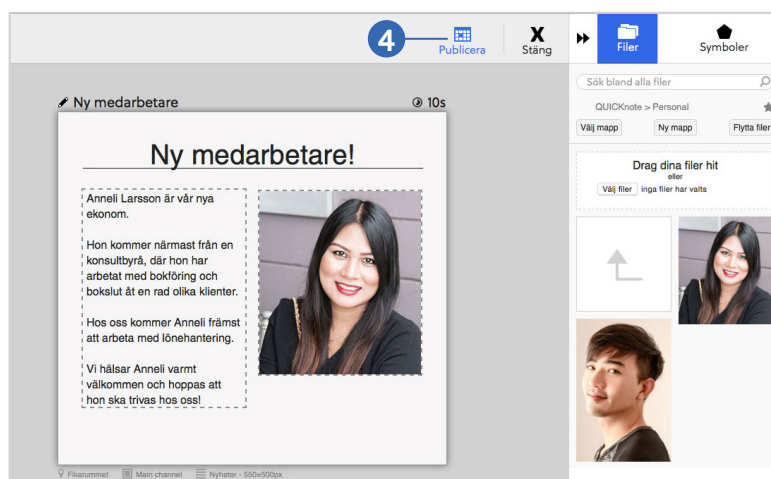 4
Publicera
X
Stäng
Filer
Symboler
Ny medarbetare
10s
Ny medarbetare!
Anneli Larsson är vår nya
ekonom.
Hon kommer närmast från en
konsultbyrå, där hon har
arbetat med bokföring och
bokslut åt en rad olika klienter.
Hos oss kommer Anneli främst
att arbeta med lönehantering.
Vi hälsar Anneli varmt
välkommen och hoppas att
hon ska trivas hos oss!
Fikarummet Main channel Nyheter - 550x500px
Sök bland alla filer
QUICKnote > Personal
Välj mapp Ny mapp Flytta filer
Drag dina filer hit
eller
Välj filer inga filer har valts